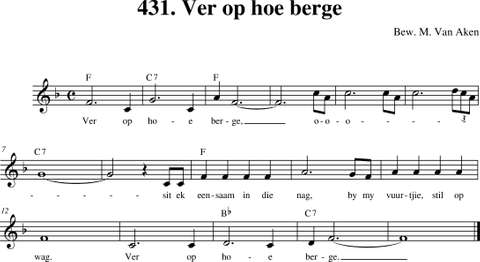 431. Ver op hoe berge
Bew. M. Van Aken
F C7 F
Ver op ho - e ber - ge, o - o - o - - - 3
7 C7 F
- - - - sit ek een-saam in die nag, by my vuur-tjie, stil op
12 B♭ C7
wag. Ver op ho - e ber - ge.